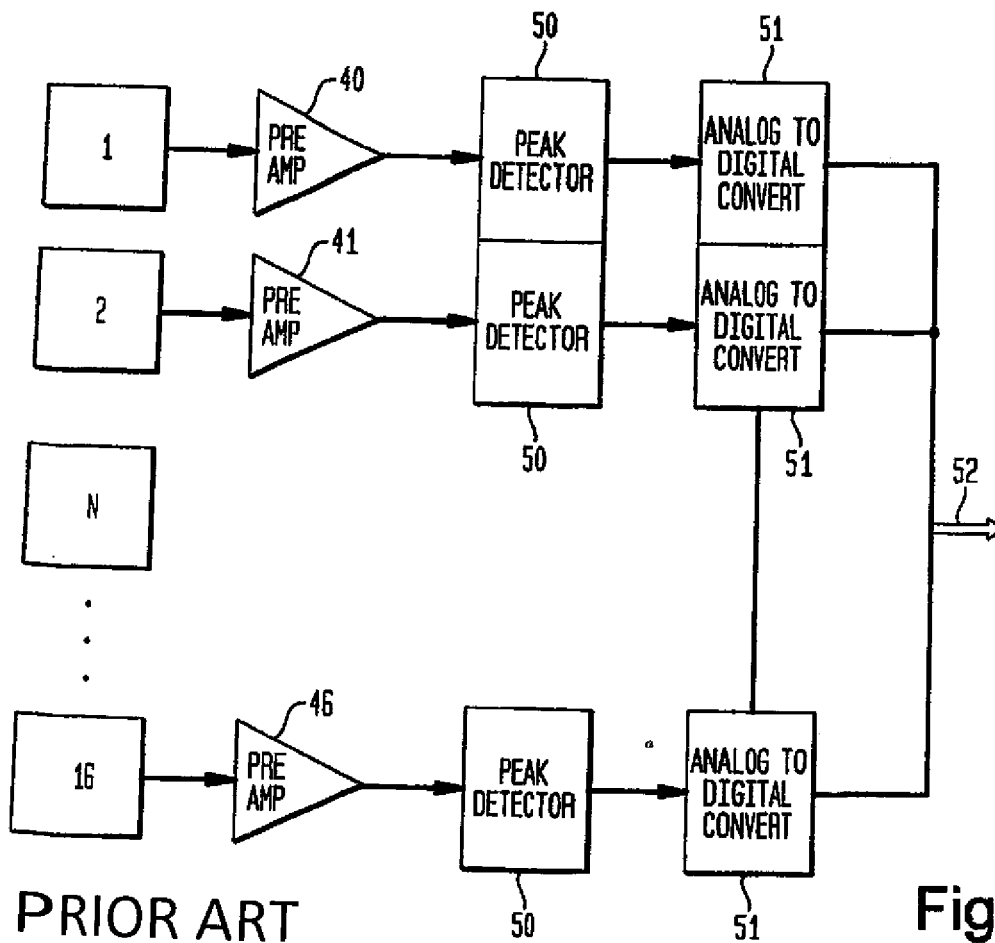 50
51
40
1
PRE
AMP
PEAK
DETECTOR
ANALOG TO
DIGITAL
CONVERT
41
2
PRE
AMP
PEAK
DETECTOR
ANALOG TO
DIGITAL
CONVERT
50
51
N
52
46
16
PRE
AMP
PEAK
DETECTOR
ANALOG TO
DIGITAL
CONVERT
50
51
PRIOR ART
Fig